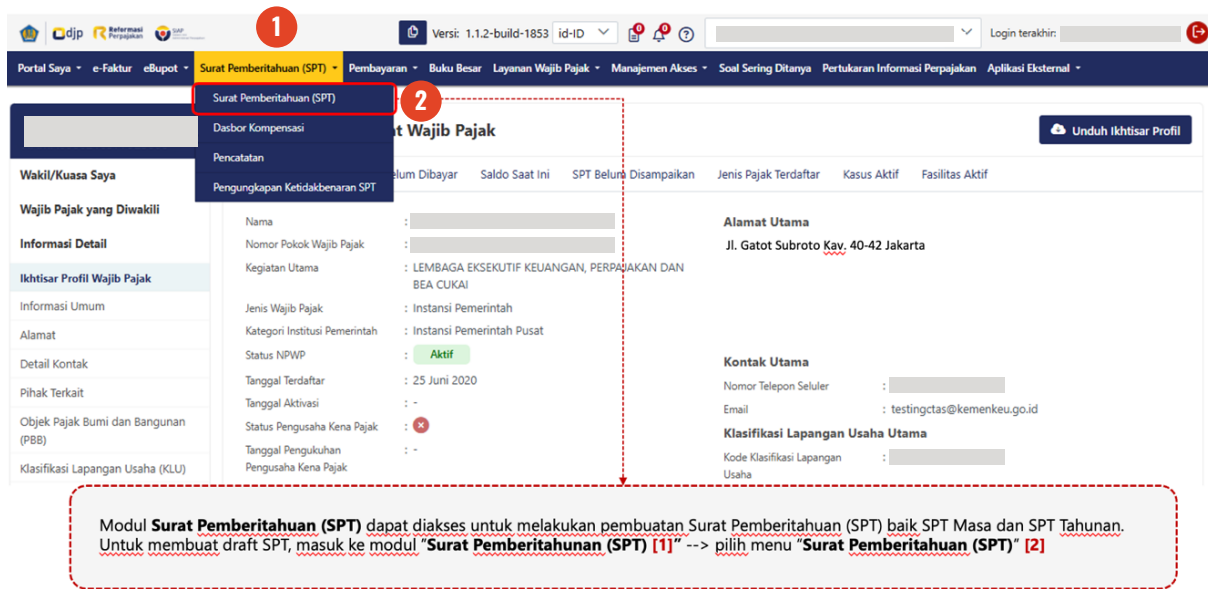 djp
Reformasi
Perpajakan
1
Versi: 1.1.2-build-1853
id-ID
0
0
Login terakhir:
Portal Saya
e-Faktur
eBupot
Surat Pemberitahuan (SPT)
Pembayaran
Buku Besar
Layanan Wajib Pajak
Manajemen Akses
Soal Sering Ditanya
Pertukaran Informasi Perpajakan
Aplikasi Eksternal
Surat Pemberitahuan (SPT)
2
Dasbor Kompensasi
Pencatatan
Pengungkapan Ketidakbenaran SPT
t Wajib Pajak
Unduh Ikhtisar Profil
elum Dibayar
Saldo Saat Ini
SPT Belum Disampaikan
Jenis Pajak Terdaftar
Kasus Aktif
Fasilitas Aktif
Wakil/Kuasa Saya
Wajib Pajak yang Diwakili
Informasi Detail
Ikhtisar Profil Wajib Pajak
Informasi Umum
Alamat
Detail Kontak
Pihak Terkait
Objek Pajak Bumi dan Bangunan
(PBB)
Klasifikasi Lapangan Usaha (KLU)
Nama :
Nomor Pokok Wajib Pajak :
Kegiatan Utama : LEMBAGA EKSEKUTIF KEUANGAN, PERPAJAKAN DAN
BEA CUKAI
Jenis Wajib Pajak : Instansi Pemerintah
Kategori Institusi Pemerintah : Instansi Pemerintah Pusat
Status NPWP : Aktif
Tanggal Terdaftar : 25 Juni 2020
Tanggal Aktivasi : -
Status Pengusaha Kena Pajak :
Tanggal Pengukuhan : -
Pengusaha Kena Pajak
Alamat Utama
Jl. Gatot Subroto Kav. 40-42 Jakarta
Kontak Utama
Nomor Telepon Seluler :
Email : testingctas@kemenkeu.go.id
Klasifikasi Lapangan Usaha Utama
Kode Klasifikasi Lapangan :
Usaha
Modul Surat Pemberitahuan (SPT) dapat diakses untuk melakukan pembuatan Surat Pemberitahuan (SPT) baik SPT Masa dan SPT Tahunan.
Untuk membuat draft SPT, masuk ke modul "Surat Pemberitahunan (SPT) [1]" --> pilih menu "Surat Pemberitahuan (SPT)" [2]